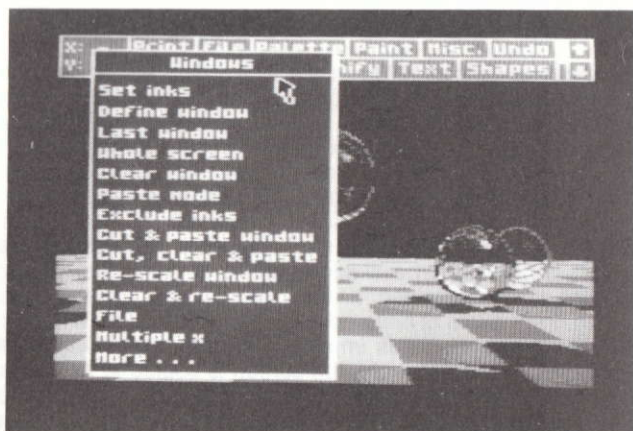 X: Print File Palette Paint Misc. Undo
Y: nify Text Shapes
Windows
Set inks
Define window
Last window
Whole screen
Clear window
Paste mode
Exclude inks
Cut & paste window
Cut, clear & paste
Re-scale window
Clear & re-scale
File
Multiple x
More . . .